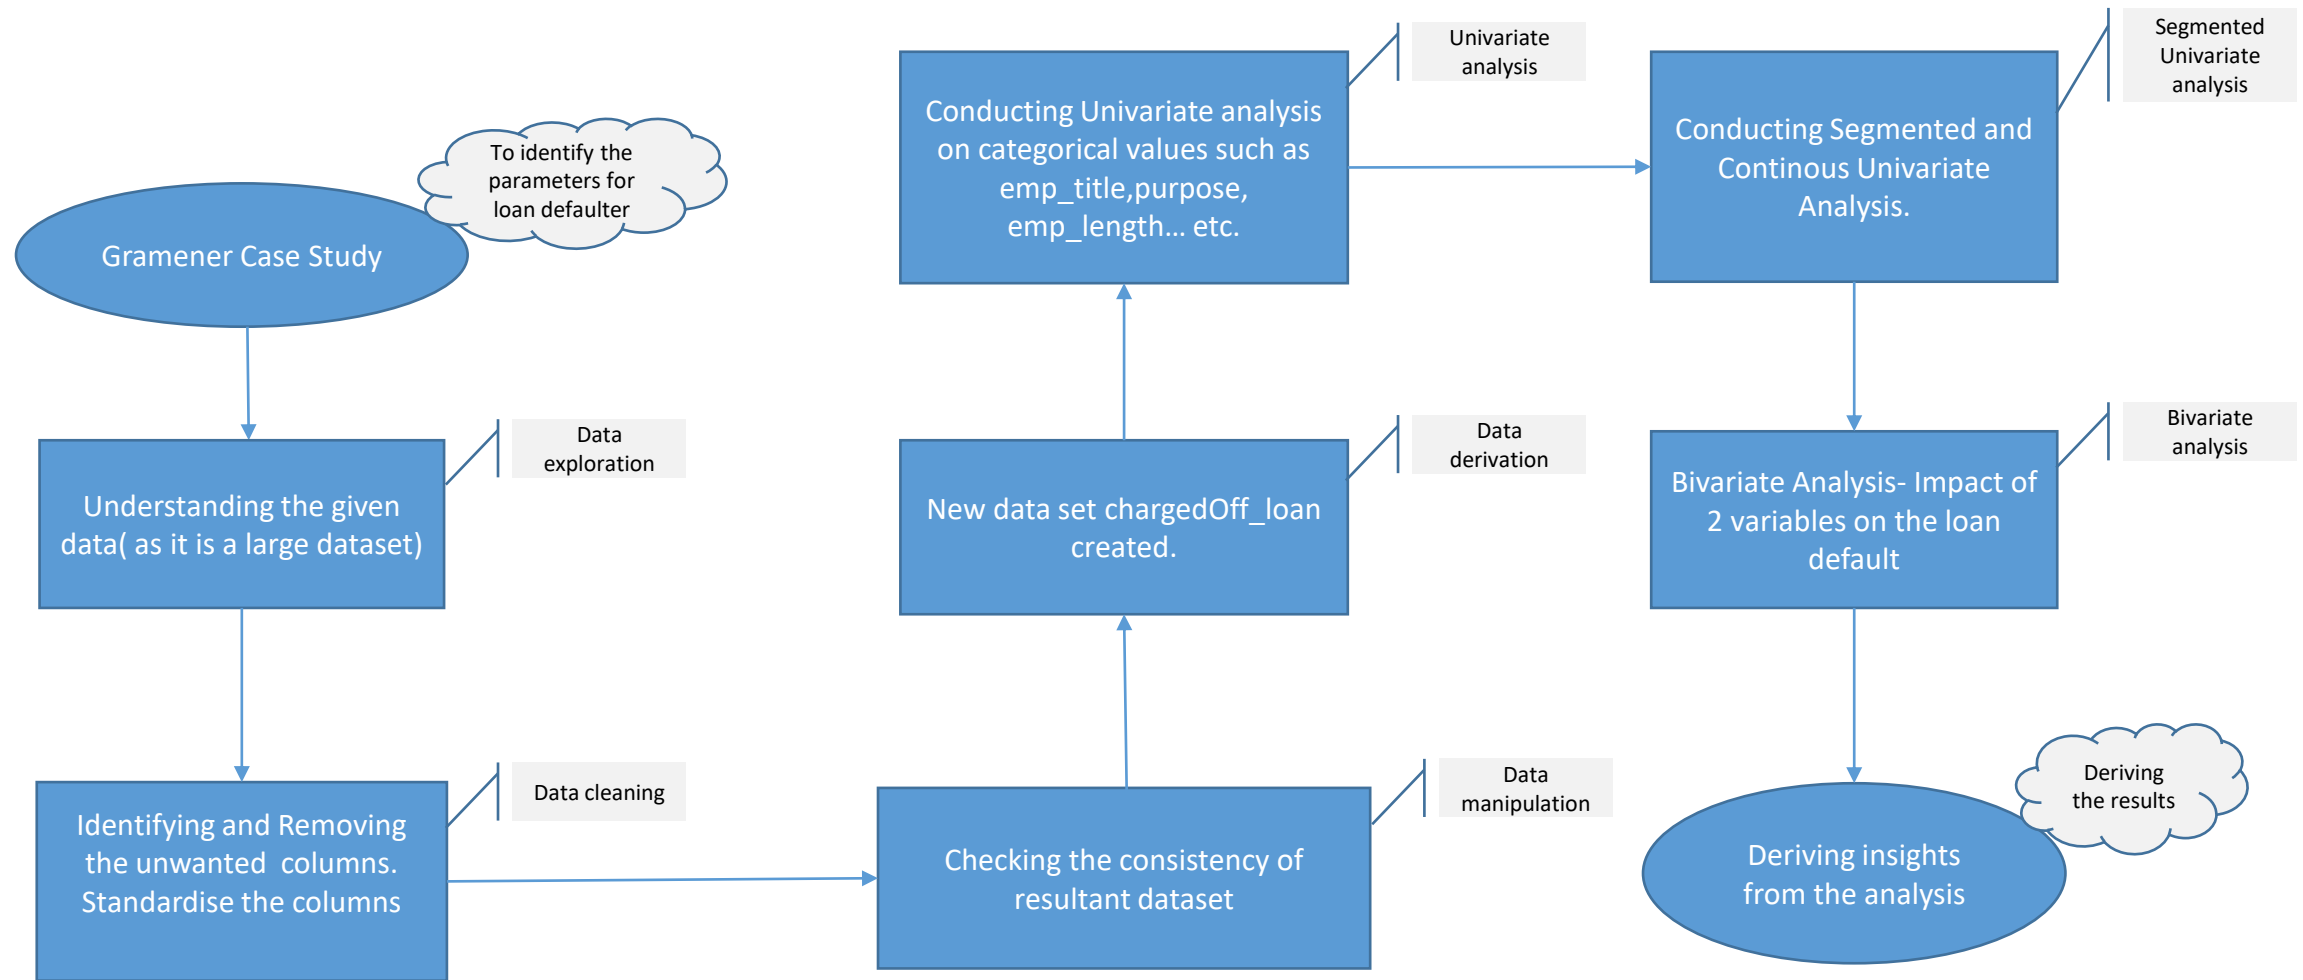 Gramener Case Study
To identify the
parameters for
loan defaulter
Understanding the given
data( as it is a large dataset)
Data
exploration
Identifying and Removing
the unwanted  columns.
Standardise the columns
Data cleaning
Checking the consistency of
resultant dataset
Data
manipulation
New data set chargedOff_loan
created.
Data
derivation
Conducting Univariate analysis
on categorical values such as
emp_title,purpose,
emp_length... etc.
Univariate
analysis
Conducting Segmented and
Continous Univariate
Analysis.
Segmented
Univariate
analysis
Bivariate Analysis- Impact of
2 variables on the loan
default
Bivariate
analysis
Deriving insights
from the analysis
Deriving
the results